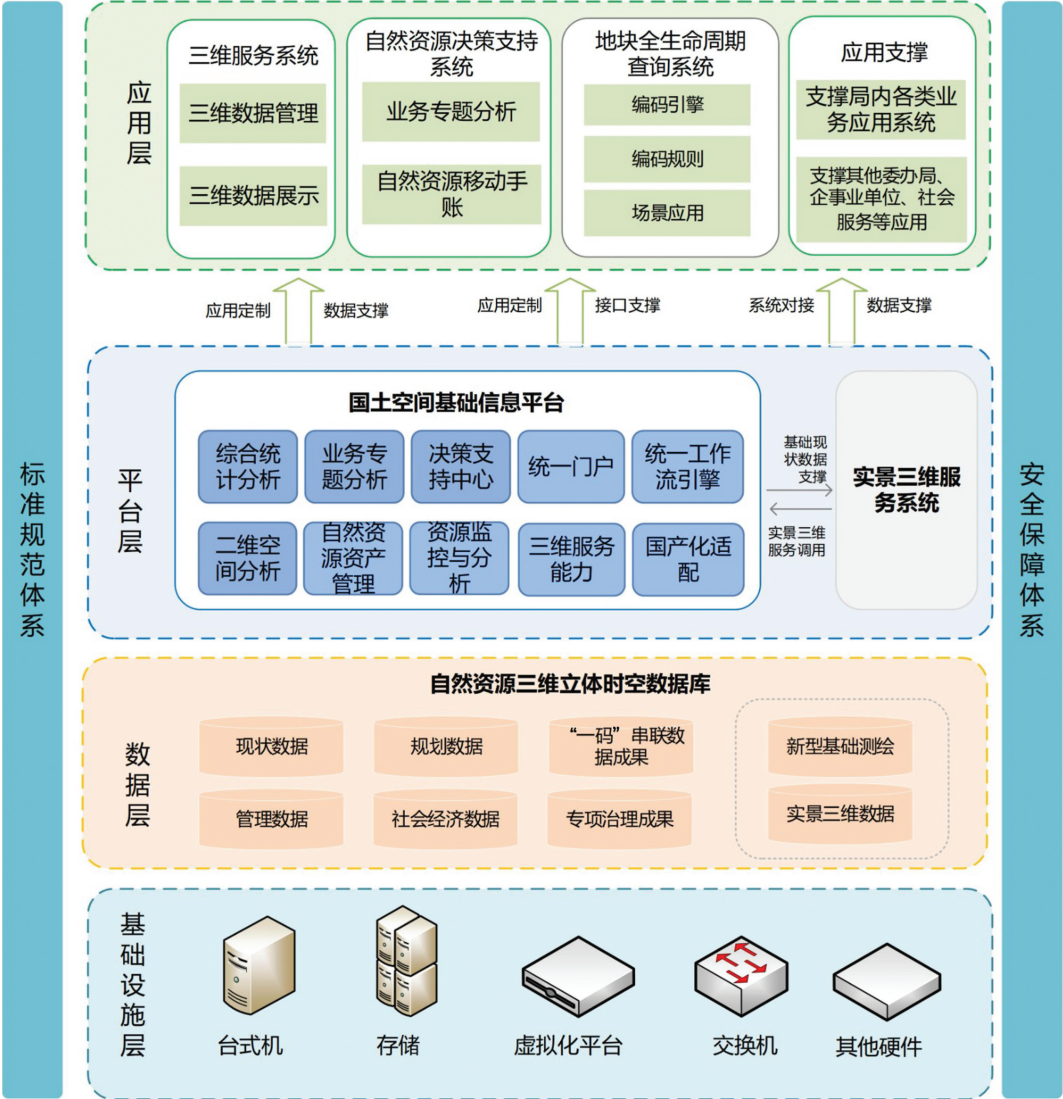 标准规范体系
应用层
三维服务系统
三维数据管理
三维数据展示
自然资源决策支持
系统
业务专题分析
自然资源移动手
账
地块全生命周期
查询系统
编码引擎
编码规则
场景应用
应用支撑
支撑局内各类业
务应用系统
支撑其他委办局、
企事业单位、社会
服务等应用
应用定制
数据支撑
应用定制
接口支撑
系统对接
数据支撑
平台层
国土空间基础信息平台
综合统
计分析
业务专
题分析
决策支
持中心
统一门户
统一工作
流引擎
二维空
间分析
自然资
源资产
管理
资源监
控与分
析
三维服务
能力
国产化适
配
基础现
状数据
支撑
实景三维
服务调用
实景三维服
务系统
数据层
自然资源三维立体时空数据库
现状数据
规划数据
“一码”串联数
据成果
新型基础测绘
管理数据
社会经济数据
专项治理成果
实景三维数据
基础设施层
台式机
存储
虚拟化平台
交换机
其他硬件
安全保障体系